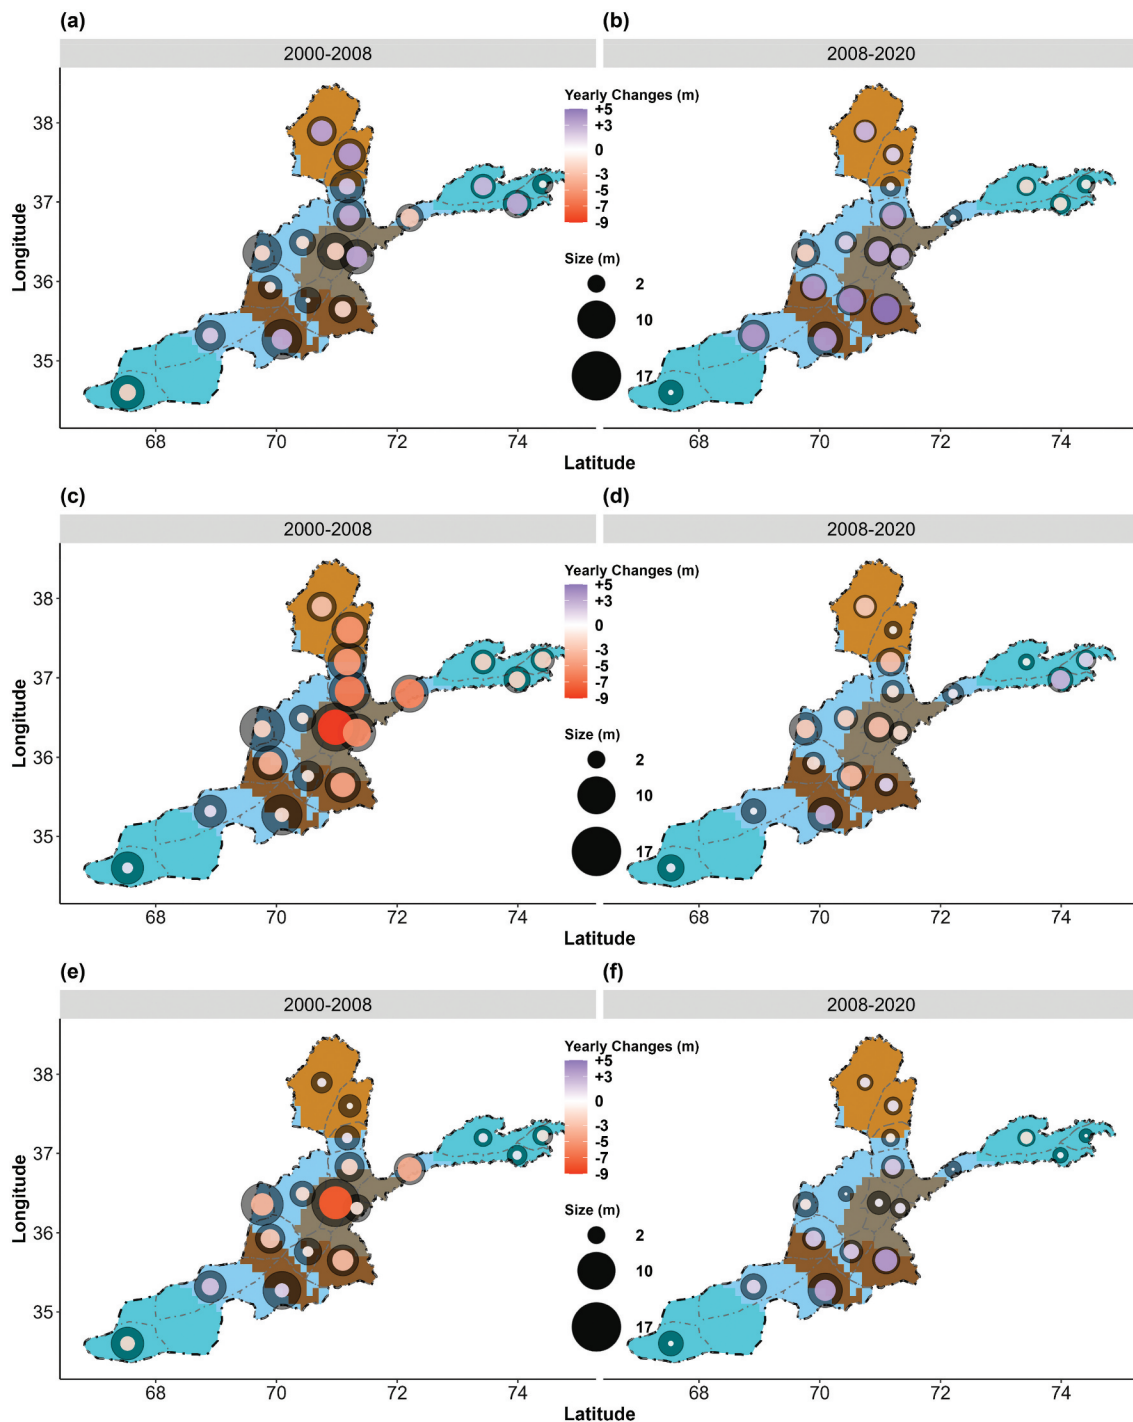 (a) (b)
2000-2008 2008-2020
Yearly Changes (m)
+5
+3
0
-3
-5
-7
-9
Size (m)
2
10
17
38
37
36
35
Longitude
68 70 72 74 68 70 72 74
Latitude Latitude
(c) (d)
2000-2008 2008-2020
Yearly Changes (m)
+5
+3
0
-3
-5
-7
-9
Size (m)
2
10
17
38
37
36
35
Longitude
68 70 72 74 68 70 72 74
Latitude Latitude
(e) (f)
2000-2008 2008-2020
Yearly Changes (m)
+5
+3
0
-3
-5
-7
-9
Size (m)
2
10
17
38
37
36
35
Longitude
68 70 72 74 68 70 72 74
Latitude Latitude